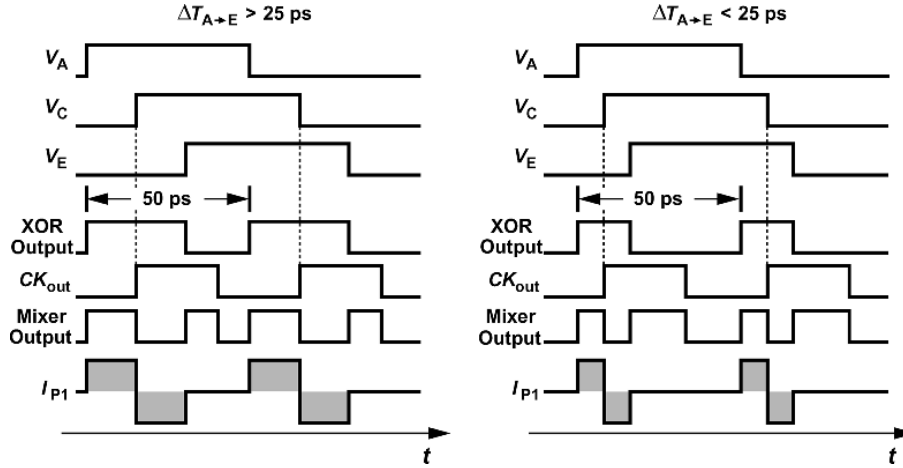 ΔT_A→E > 25 ps
V_A
V_C
V_E
50 ps
XOR
Output
CK_out
Mixer
Output
I_P1
t
ΔT_A→E < 25 ps
V_A
V_C
V_E
50 ps
XOR
Output
CK_out
Mixer
Output
I_P1
t